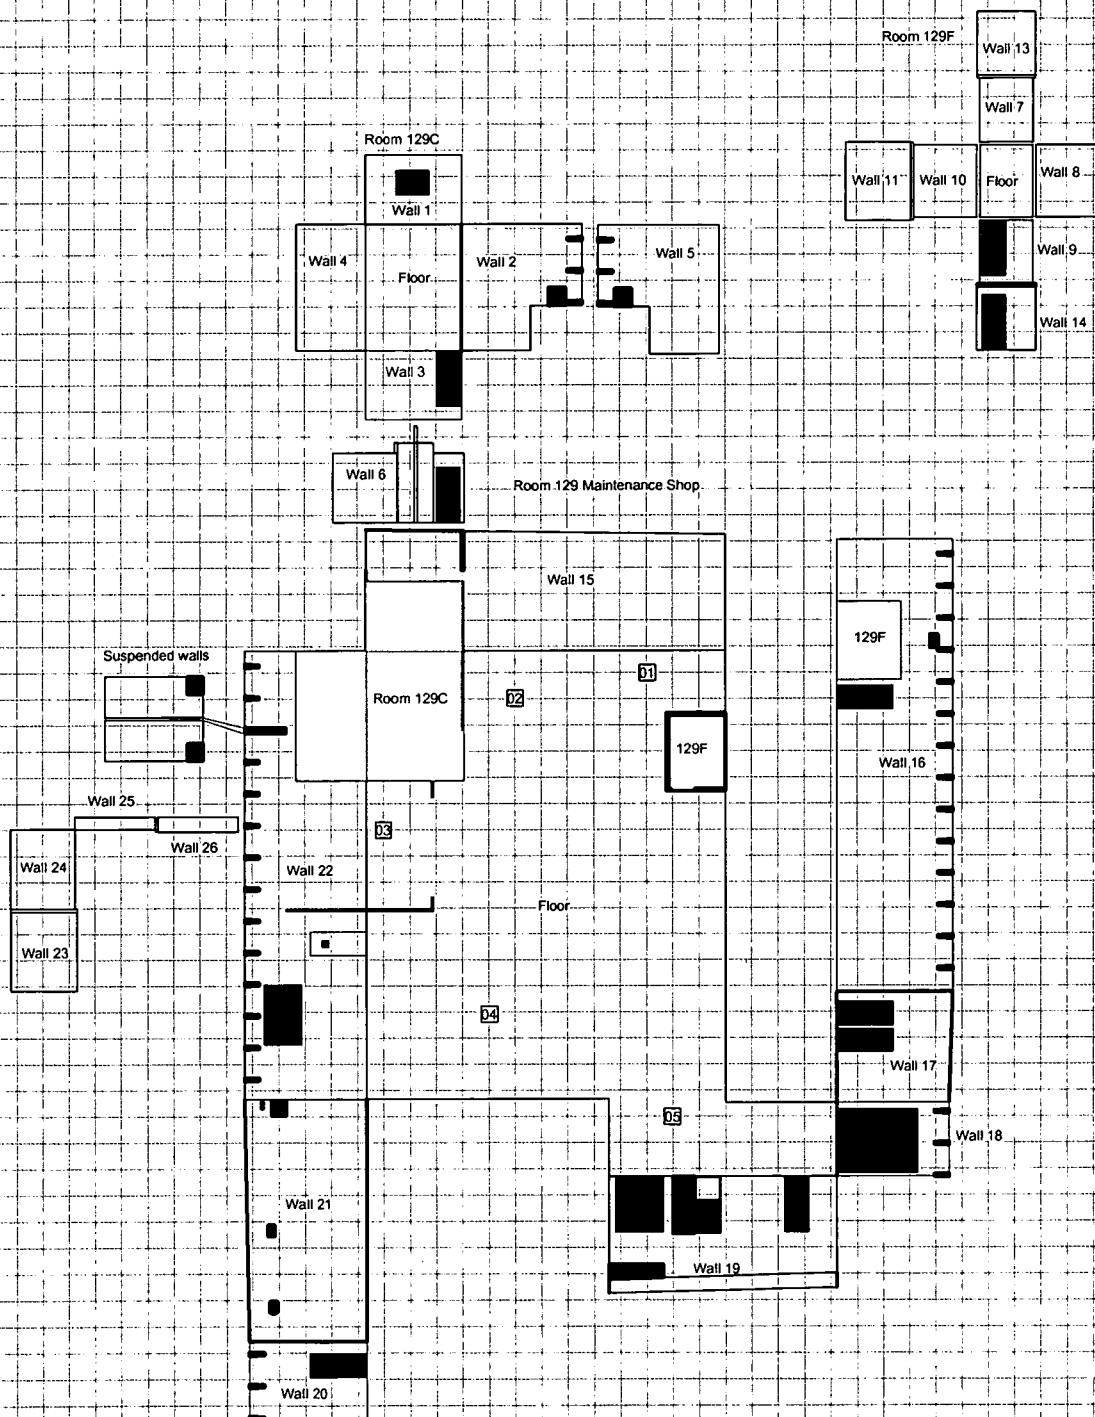 Room 129F
Wall 13
Wall 7
Room 129C
Wall 11
Wall 10
Floor
Wall 8
Wall 1
Wall 4
Floor
Wall 2
Wall 5
Wall 9
Wall 14
Wall 3
Wall 6
Room 129 Maintenance Shop
Wall 15
129F
Suspended walls
01
02
Room 129C
129F
Wall 16
Wall 25
03
Wall 26
Wall 24
Wall 22
Floor
Wall 23
04
Wall 17
05
Wall 18
Wall 21
Wall 19
Wall 20